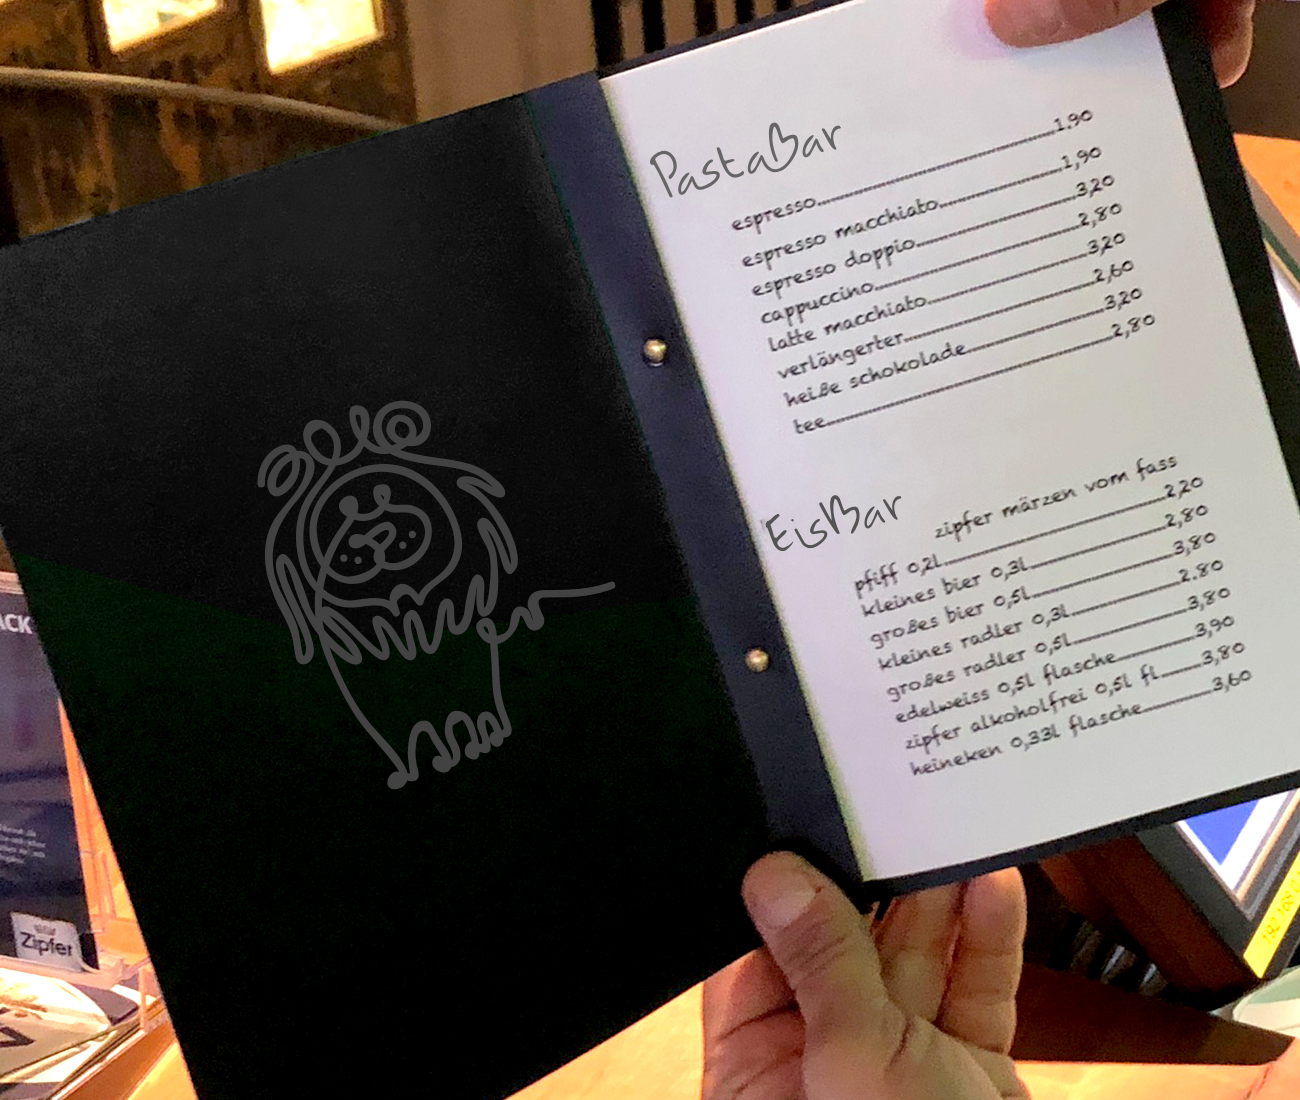 PastaBar
espresso........................1.90
espresso macchiato........................1,90
espresso doppio........................3,20
cappuccino........................2,80
latte macchiato........................3,20
verlängerter........................2,60
heiße schokolade........................3,20
tee........................2,80
EisBar
zipfer märzen vom fass
pfiff 0,2l........................2,20
kleines bier 0,3l........................2,80
großes bier 0,5l........................3,80
kleines radler 0,3l........................2.80
großes radler 0,5l........................3,80
edelweiss 0,5l flasche........................3,90
zipfer alkoholfrei 0,5l fl........................3,80
heineken 0,33l flasche........................3,60
ACK
Zipfer